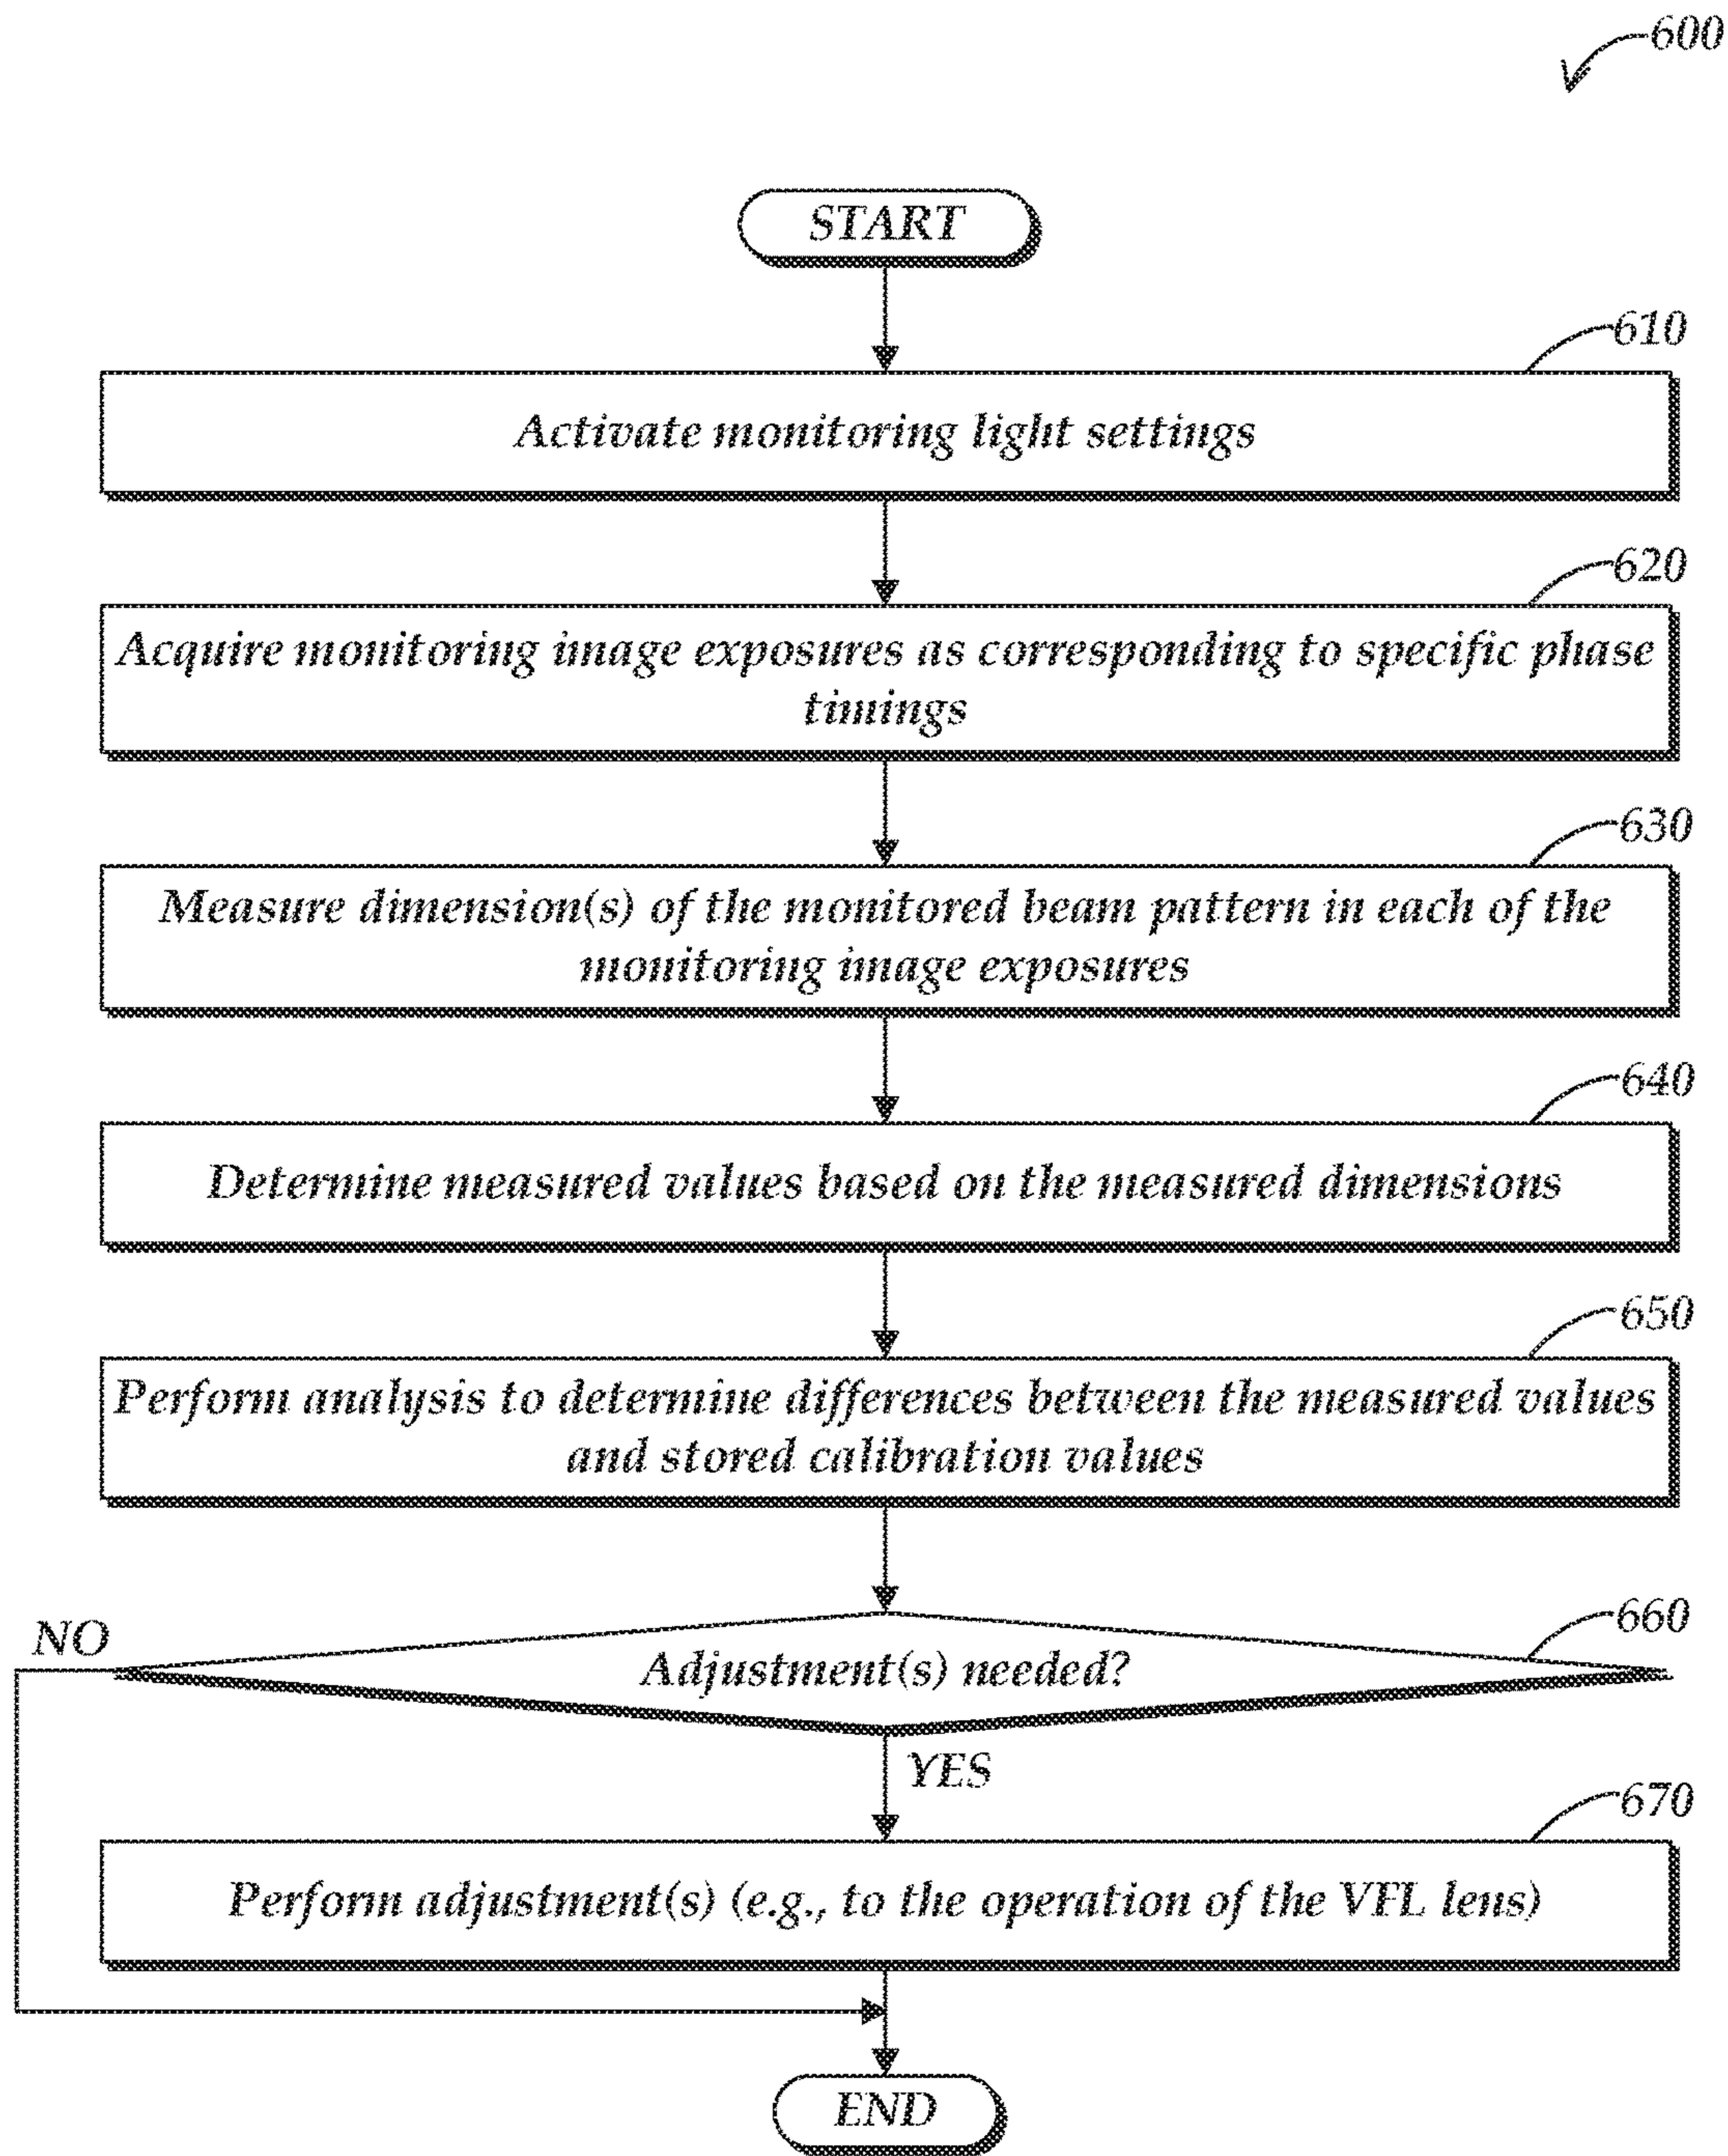 600
START
610
Activate monitoring light settings
620
Acquire monitoring image exposures as corresponding to specific phase
timings
630
Measure dimension(s) of the monitored beam pattern in each of the
monitoring image exposures
640
Determine measured values based on the measured dimensions
650
Perform analysis to determine differences between the measured values
and stored calibration values
660
NO
Adjustment(s) needed?
YES
670
Perform adjustment(s) (e.g., to the operation of the VFL lens)
END